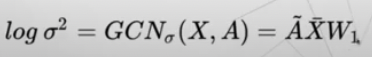 log σ² = GCN_σ(X, A) = ÃX̄W₁